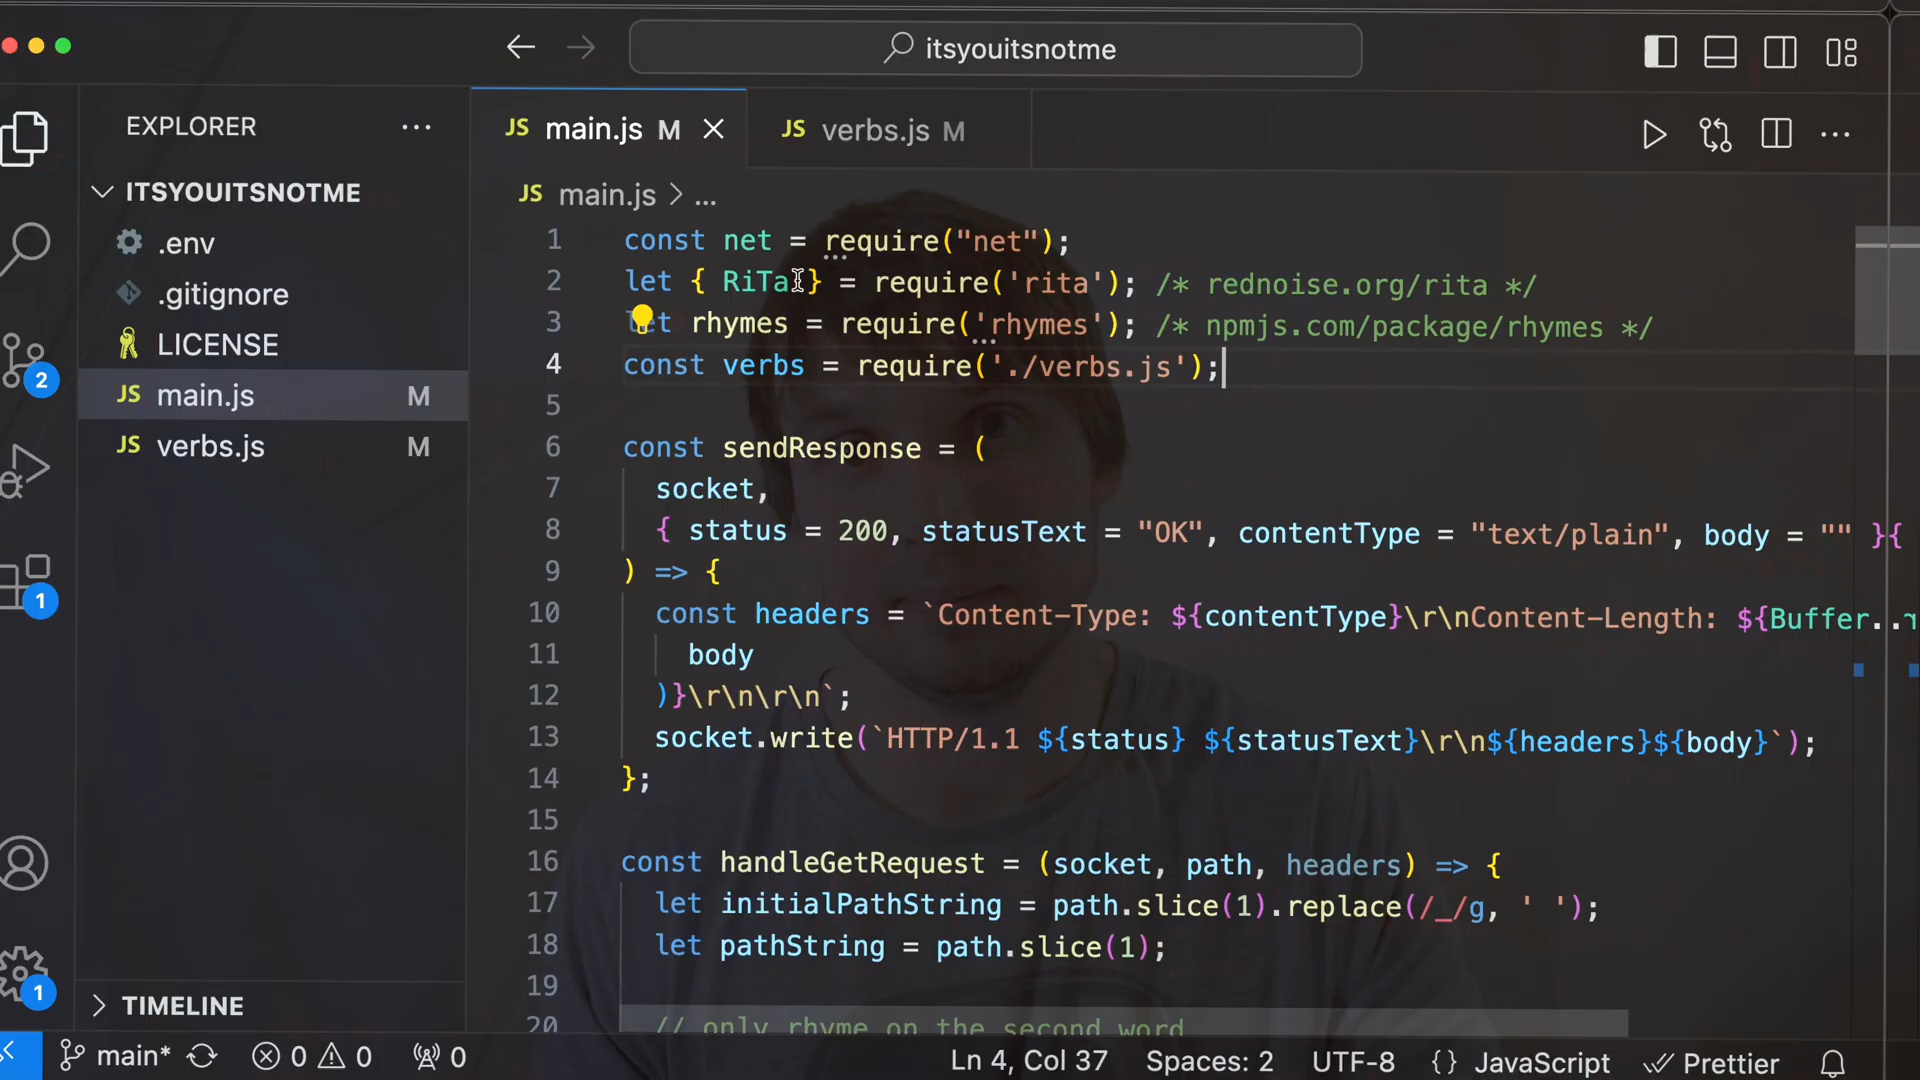 itsyouitsnotme
EXPLORER
ITSYOUITSNOTME
.env
.gitignore
LICENSE
JS main.js M
JS verbs.js M
TIMELINE
JS main.js M
JS verbs.js M
JS main.js > ...
1 const net = require("net");
2 let { RiTa } = require('rita'); /* rednoise.org/rita */
3 let rhymes = require('rhymes'); /* npmjs.com/package/rhymes */
4 const verbs = require('./verbs.js');
5
6 const sendResponse = (
7 socket,
8 { status = 200, statusText = "OK", contentType = "text/plain", body = "" }{
9 ) => {
10 const headers = `Content-Type: ${contentType}\r\nContent-Length: ${Buffer..
11 body
12 )}\r\n\r\n`;
13 socket.write(`HTTP/1.1 ${status} ${statusText}\r\n${headers}${body}`);
14 };
15
16 const handleGetRequest = (socket, path, headers) => {
17 let initialPathString = path.slice(1).replace(/_/g, ' ');
18 let pathString = path.slice(1);
19
20 // only rhyme on the second word
2
1
1
main* 0 0 0 Ln 4, Col 37 Spaces: 2 UTF-8 {} JavaScript Prettier